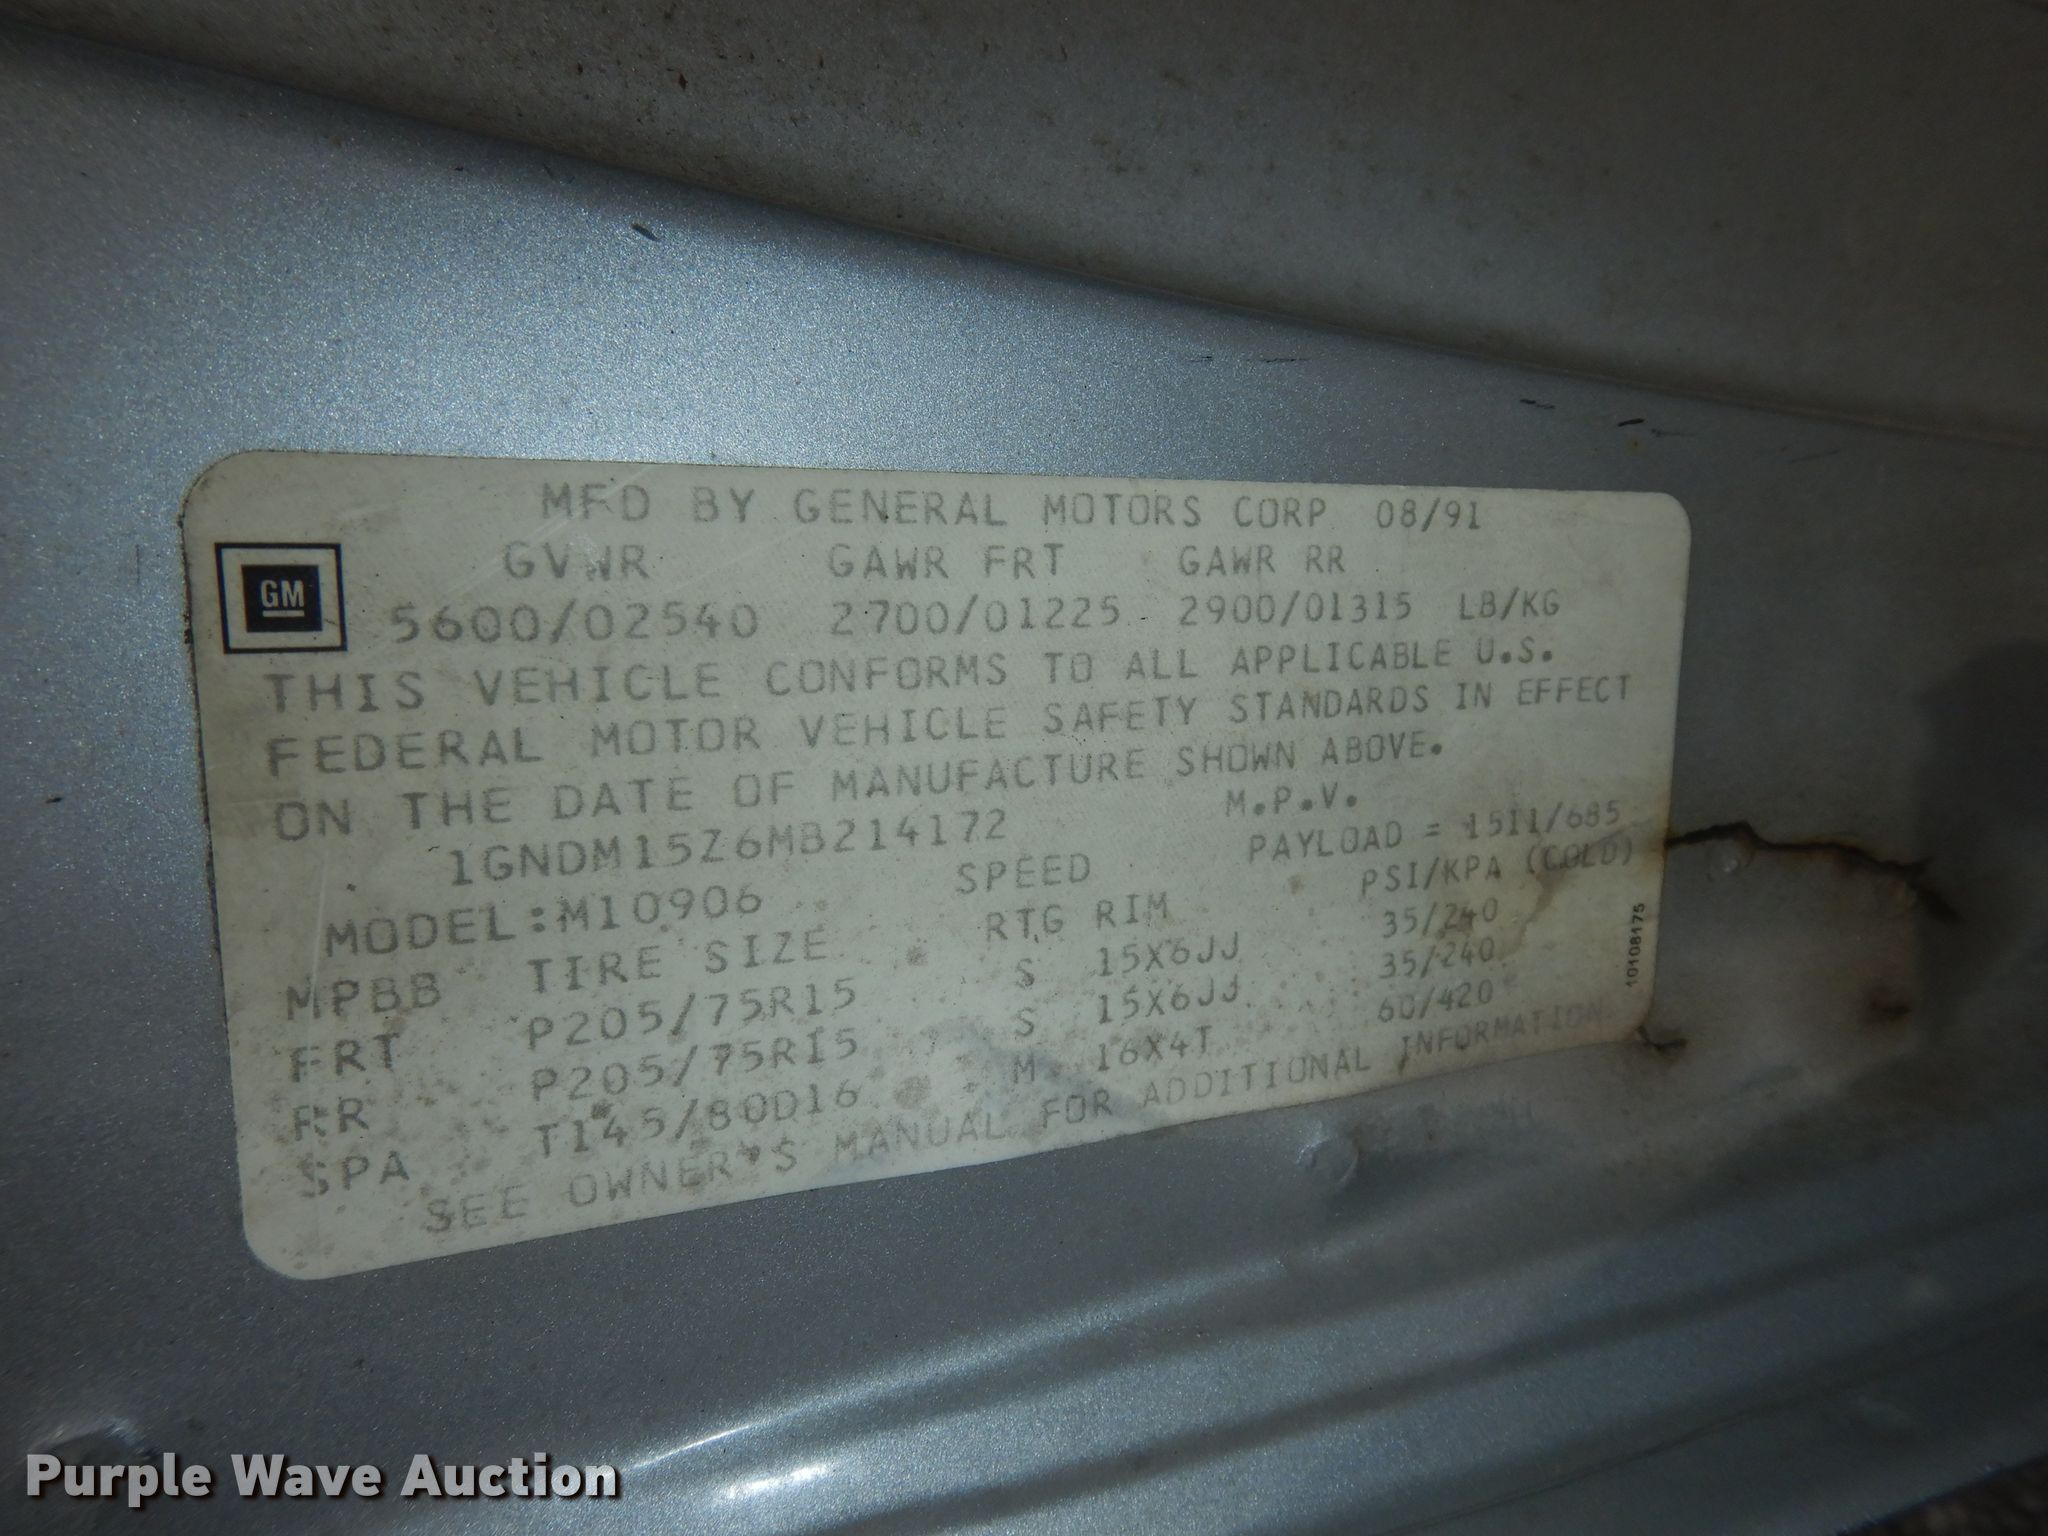 MFD BY GENERAL MOTORS CORP 08/91
GM
GVWR GAWR FRT GAWR RR
5600/02540 2700/01225 2900/01315 LB/KG
THIS VEHICLE CONFORMS TO ALL APPLICABLE U.S.
FEDERAL MOTOR VEHICLE SAFETY STANDARDS IN EFFECT
ON THE DATE OF MANUFACTURE SHOWN ABOVE.
1GNDM15Z6MB214172 M.P.V.
MODEL:M10906 SPEED PAYLOAD = 1511/685
MPBB TIRE SIZE RTG RIM PSI/KPA (COLD)
FRT P205/75R15 S 15X6JJ 35/240
RR P205/75R15 S 15X6JJ 35/240
SPA T145/80D16 M 16X4T 60/420
SEE OWNER'S MANUAL FOR ADDITIONAL INFORMATION
10108175
Purple Wave Auction